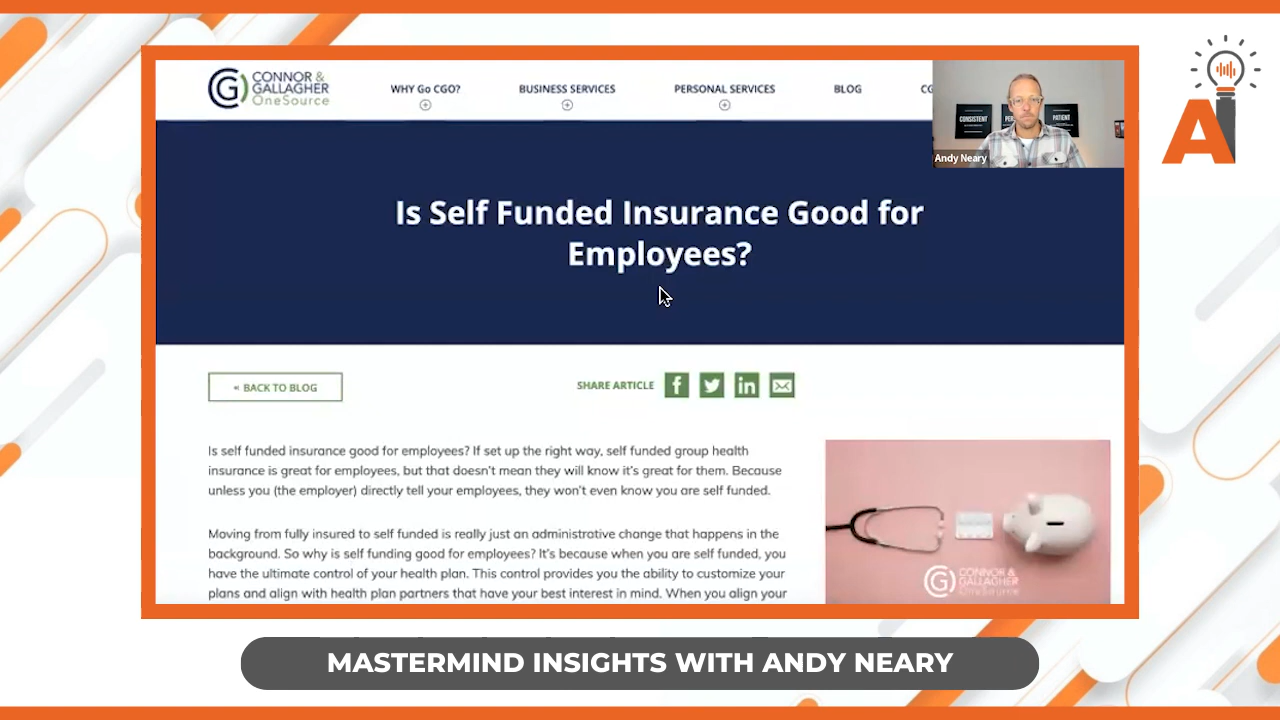 CONNOR &
GALLAGHER
OneSource
WHY Go CGO?
BUSINESS SERVICES
PERSONAL SERVICES
BLOG
CG
CONSISTENT
PATIENT
Andy Neary
AI
Is Self Funded Insurance Good for
Employees?
« BACK TO BLOG
SHARE ARTICLE
Is self funded insurance good for employees? If set up the right way, self funded group health
insurance is great for employees, but that doesn't mean they will know it's great for them. Because
unless you (the employer) directly tell your employees, they won't even know you are self funded.
Moving from fully insured to self funded is really just an administrative change that happens in the
background. So why is self funding good for employees? It's because when you are self funded, you
have the ultimate control of your health plan. This control provides you the ability to customize your
plans and align with health plan partners that have your best interest in mind. When you align your
CONNOR &
GALLAGHER
OneSource
MASTERMIND INSIGHTS WITH ANDY NEARY